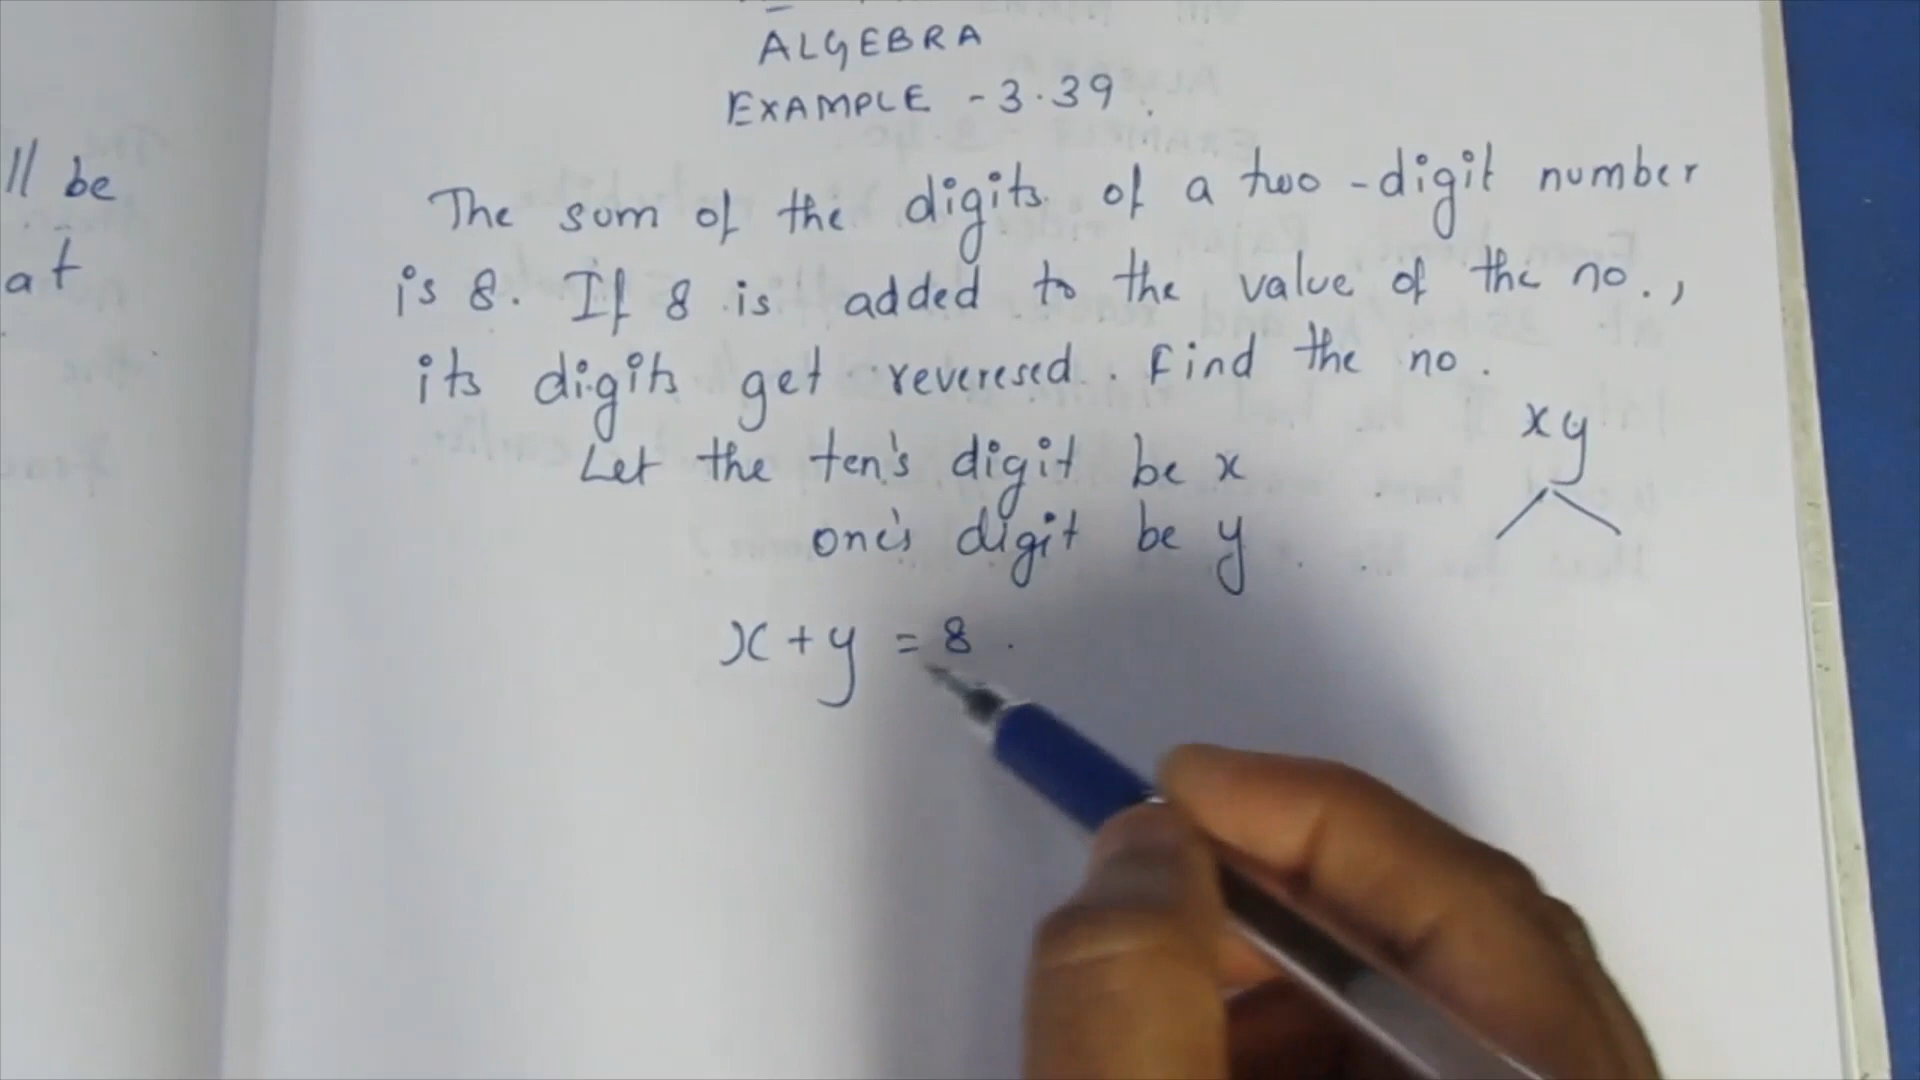 ll be
at
ALGEBRA
EXAMPLE - 3.39.
The sum of the digits of a two-digit number
is 8. If 8 is added to the value of the no.,
its digits get reveresed. Find the no.
Let the ten's digit be x
one's digit be y
xy
x + y = 8.